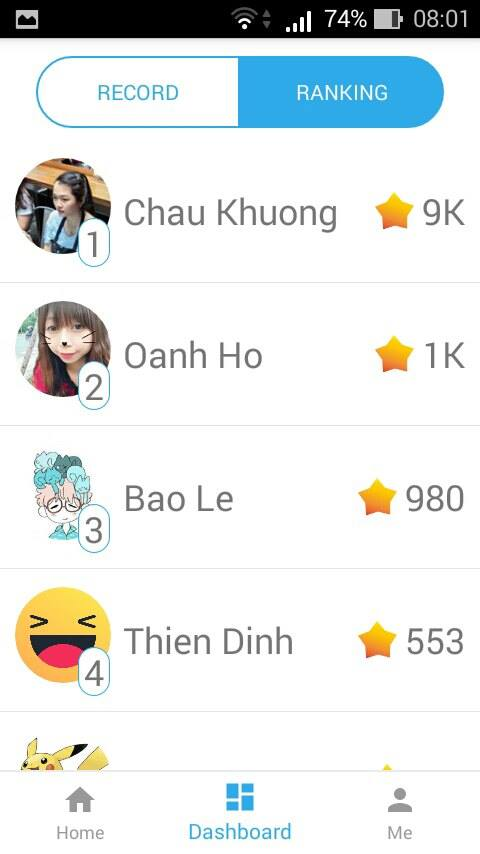 74% 08:01
RECORD RANKING
1 Chau Khuong 9K
2 Oanh Ho 1K
3 Bao Le 980
4 Thien Dinh 553
Home Dashboard Me